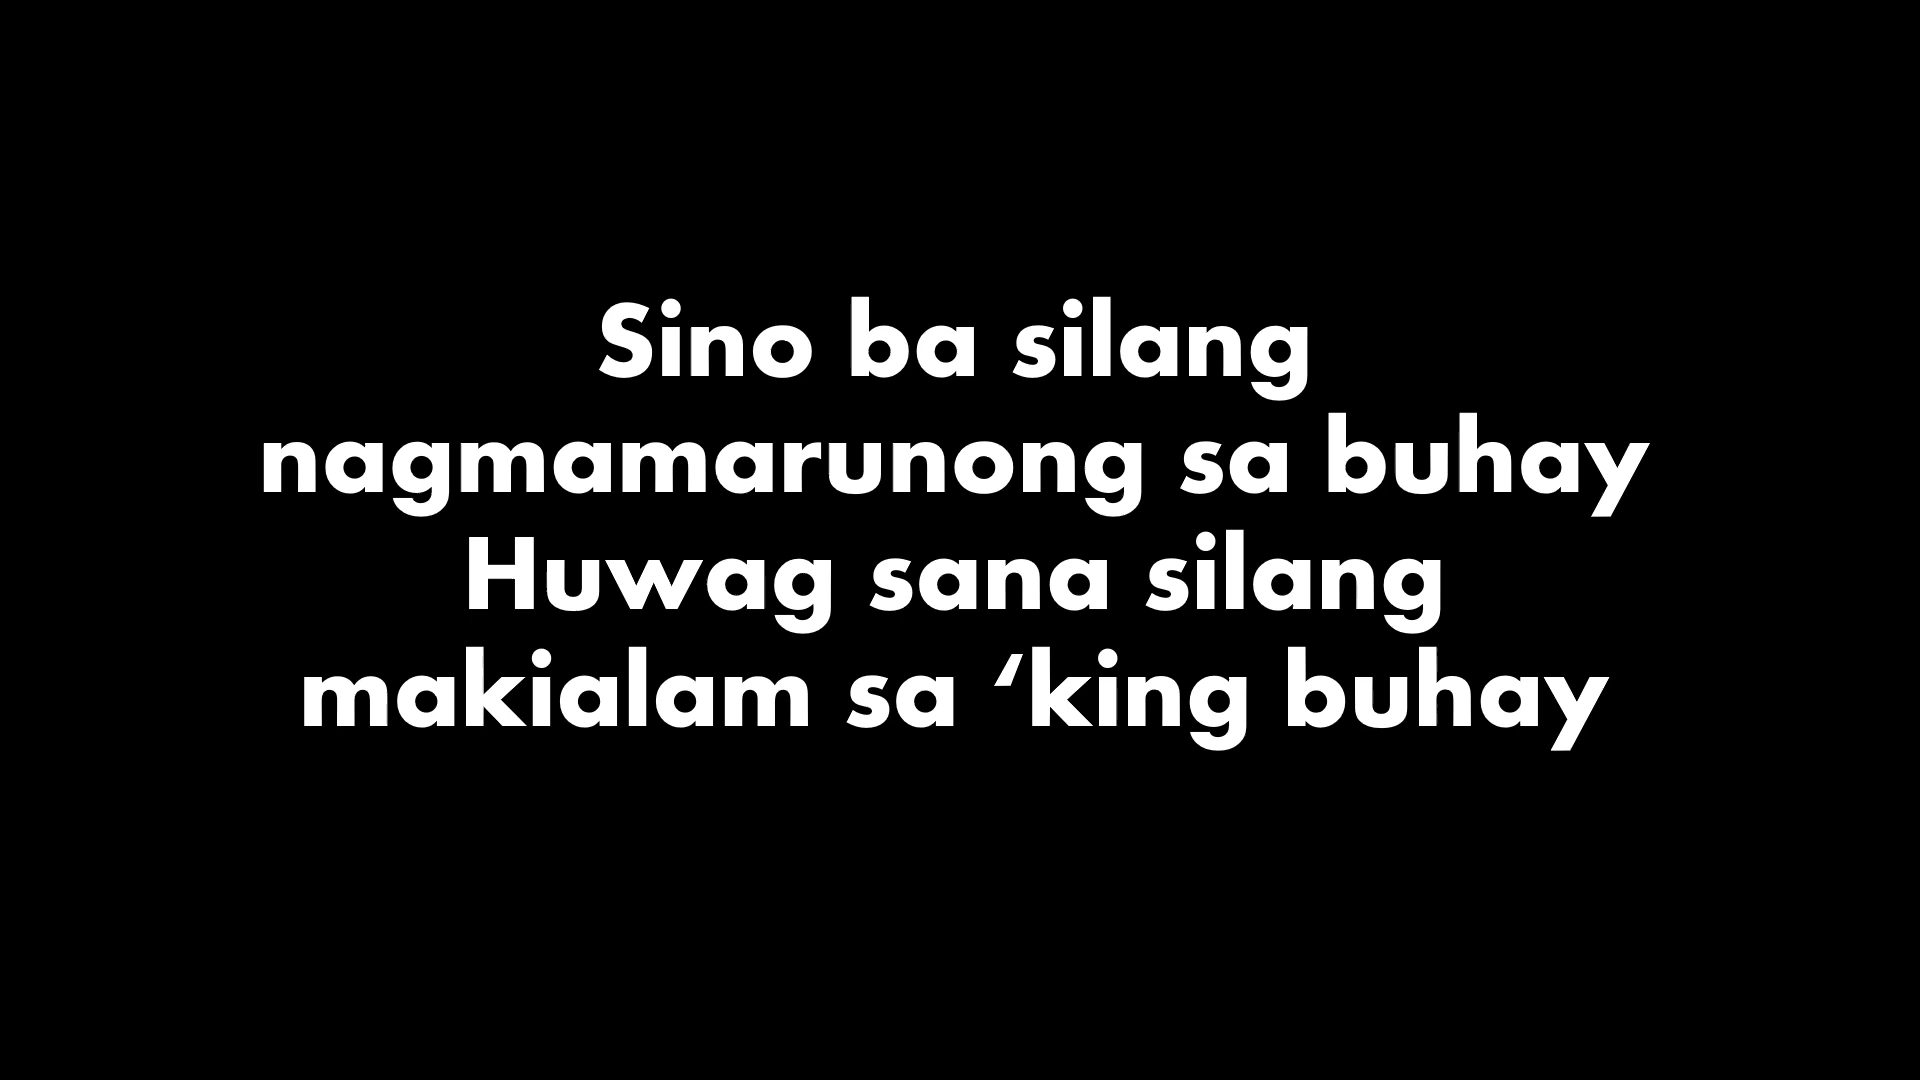 Sino ba silang
nagmamarunong sa buhay
Huwag sana silang
makialam sa ‘king buhay